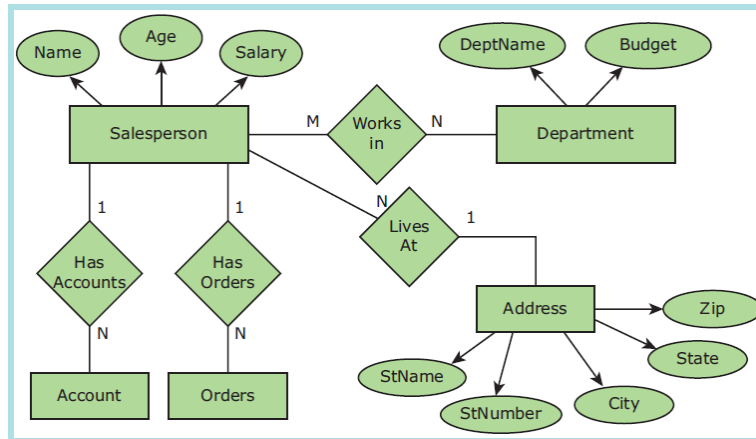 Name
Age
Salary
DeptName
Budget
Salesperson
M
Works
in
N
Department
1
1
N
Lives
At
1
Has
Accounts
Has
Orders
N
N
Account
Orders
Address
Zip
State
StName
StNumber
City